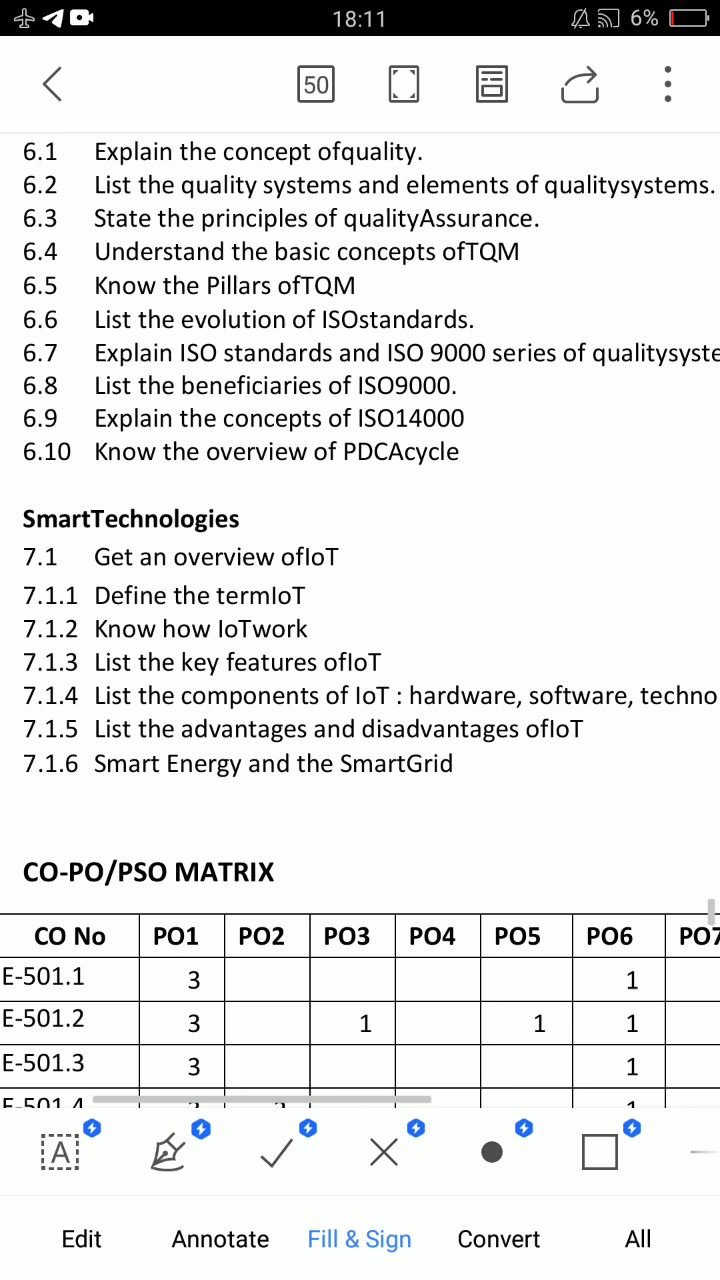 18:11 6%
50
6.1 Explain the concept ofquality.
6.2 List the quality systems and elements of qualitysystems.
6.3 State the principles of qualityAssurance.
6.4 Understand the basic concepts ofTQM
6.5 Know the Pillars ofTQM
6.6 List the evolution of ISOstandards.
6.7 Explain ISO standards and ISO 9000 series of qualitysyste
6.8 List the beneficiaries of ISO9000.
6.9 Explain the concepts of ISO14000
6.10 Know the overview of PDCAcycle
SmartTechnologies
7.1 Get an overview ofIoT
7.1.1 Define the termIoT
7.1.2 Know how IoTwork
7.1.3 List the key features ofIoT
7.1.4 List the components of IoT : hardware, software, techno
7.1.5 List the advantages and disadvantages ofIoT
7.1.6 Smart Energy and the SmartGrid
CO-PO/PSO MATRIX
CO No PO1 PO2 PO3 PO4 PO5 PO6 PO7
E-501.1 3 1
E-501.2 3 1 1 1
E-501.3 3 1
E-501.4
A
Edit Annotate Fill & Sign Convert All